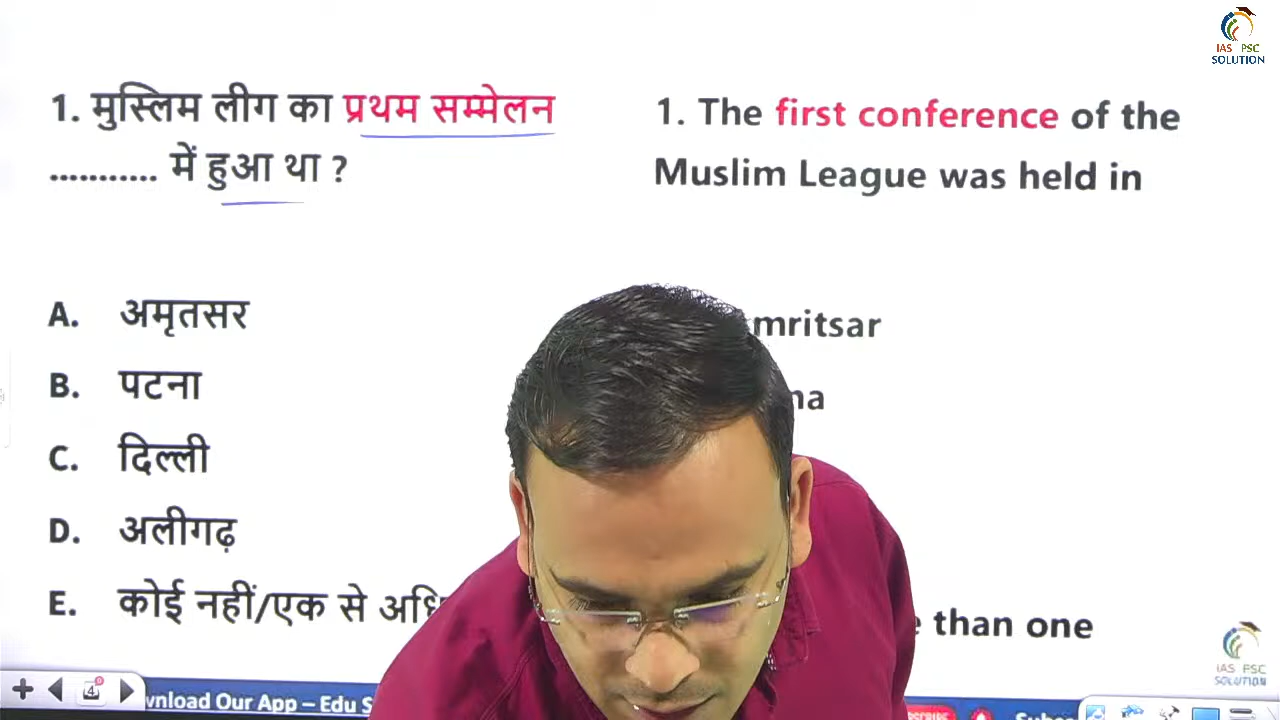 IAS PSC
SOLUTION
1. मुस्लिम लीग का प्रथम सम्मेलन
........... में हुआ था ?
1. The first conference of the
Muslim League was held in
A. अमृतसर
B. पटना
C. दिल्ली
D. अलीगढ़
E. कोई नहीं/एक से
mritsar
na
than one
IAS PSC
SOLUTION
4
wnload Our App – Edu S